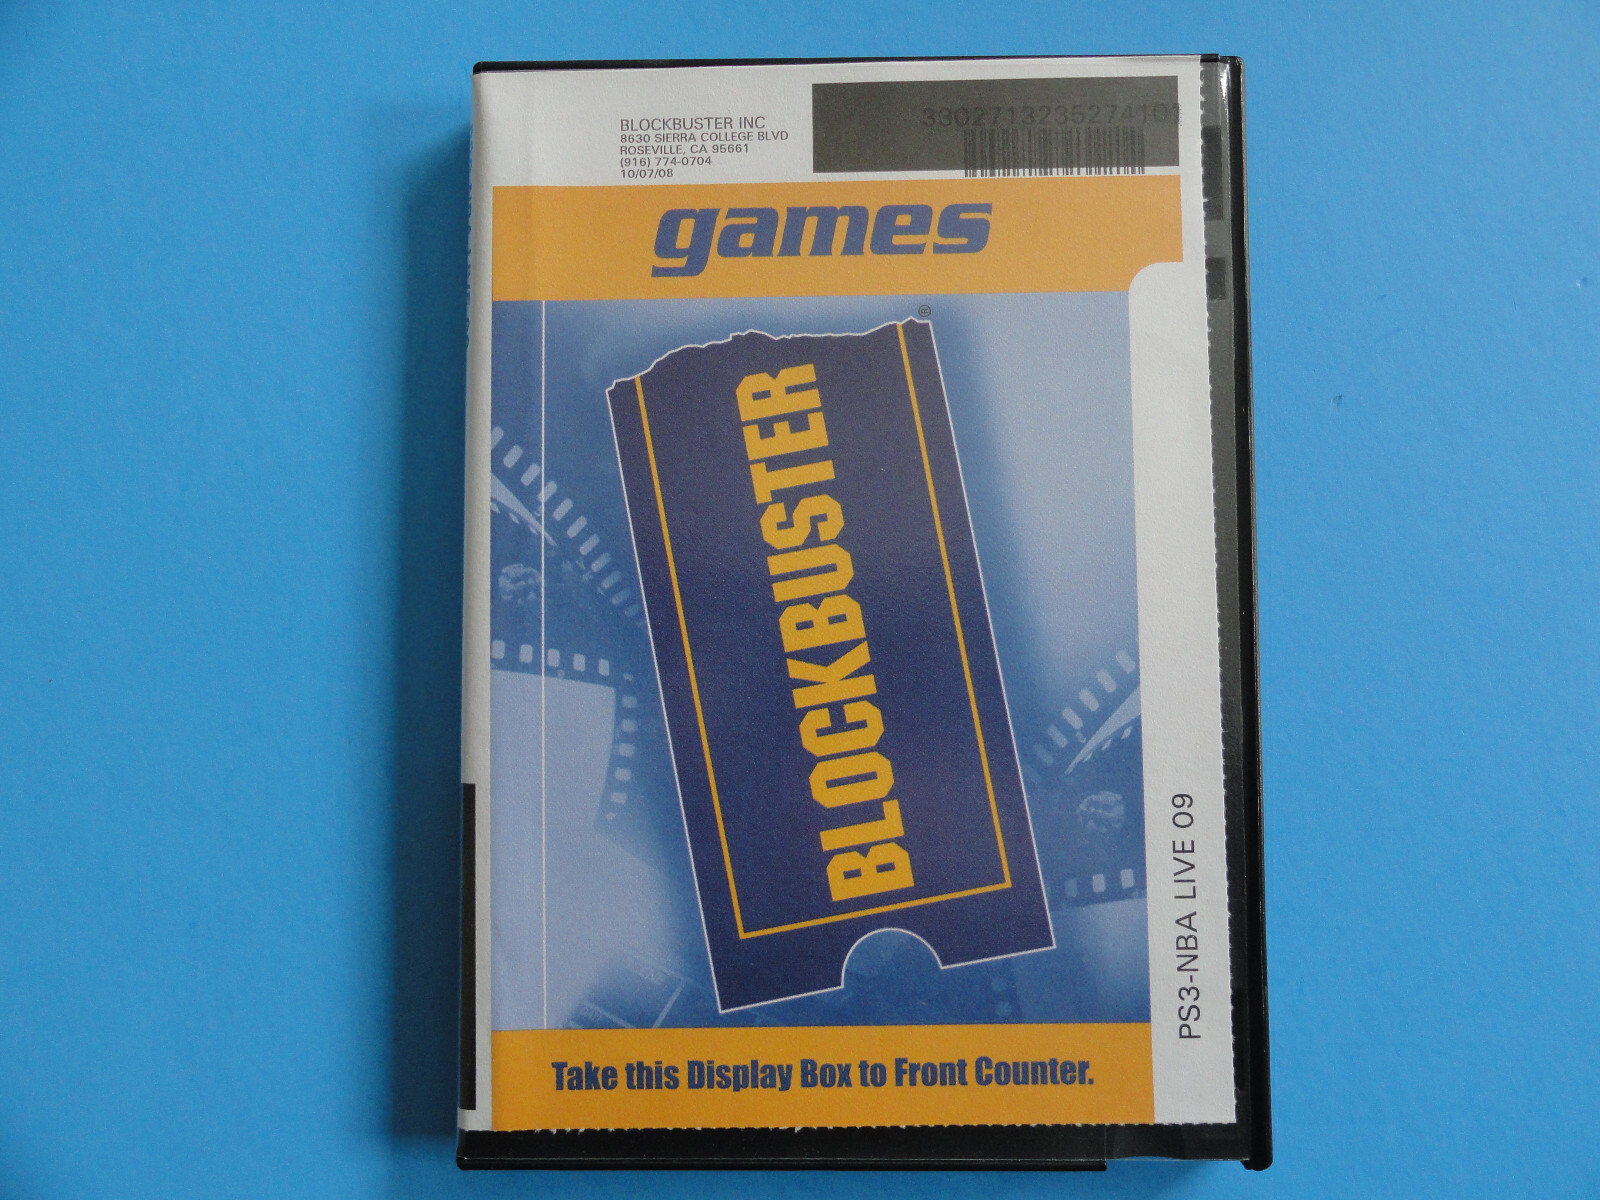 BLOCKBUSTER INC
8630 SIERRA COLLEGE BLVD
ROSEVILLE, CA 95661
(916) 774-0704
10/07/08
3302713235274101
games
®
BLOCKBUSTER
PS3-NBA LIVE 09
Take this Display Box to Front Counter.